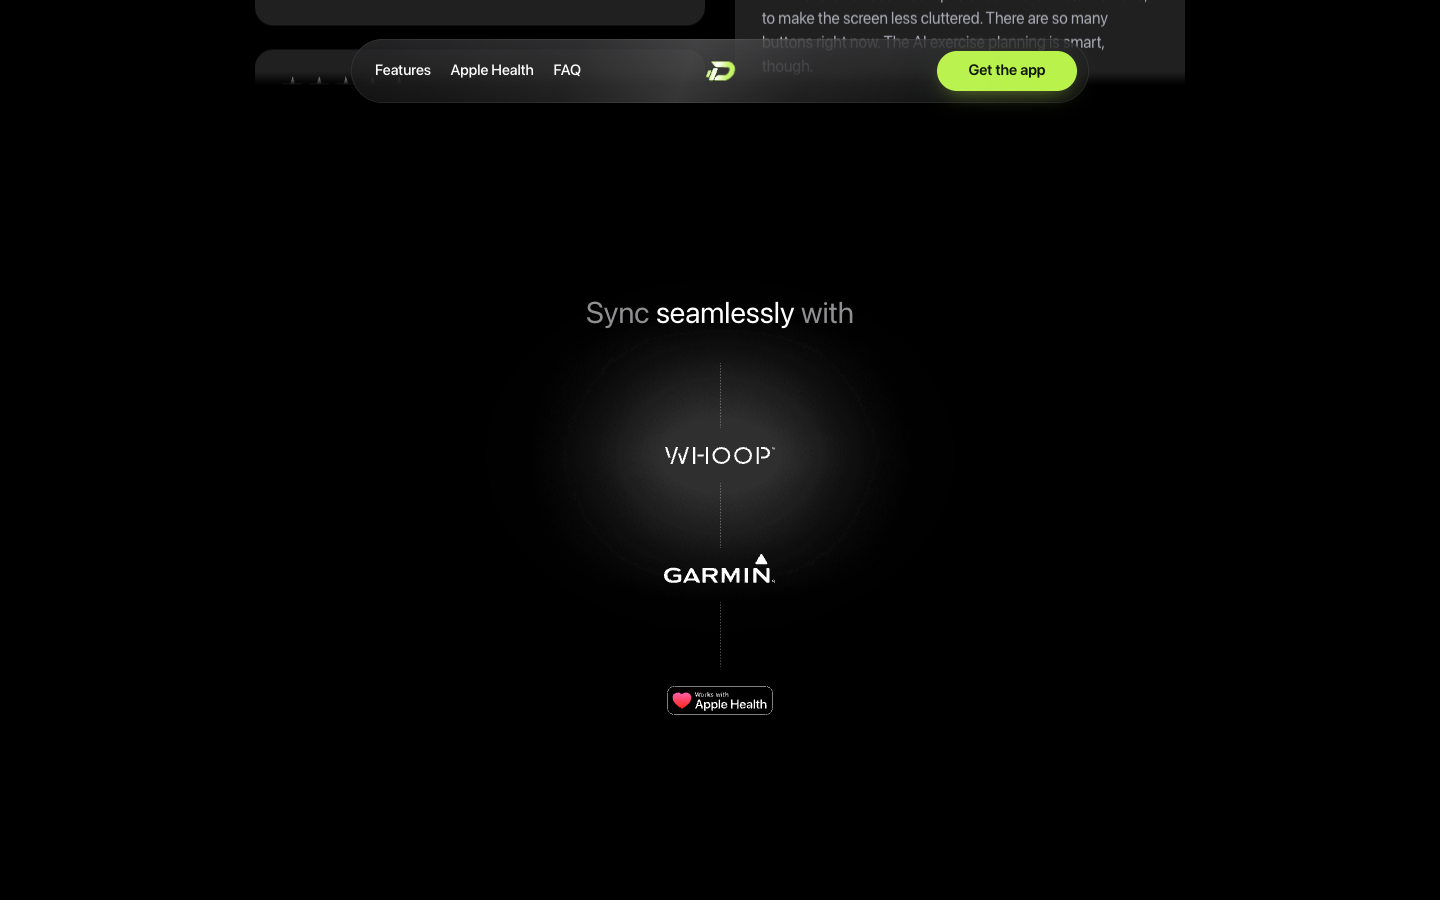 to make the screen less cluttered. There are so many
buttons right now. The AI exercise planning is smart,
though.
Features Apple Health FAQ
Get the app
Sync seamlessly with
WHOOP
GARMIN
Works with
Apple Health